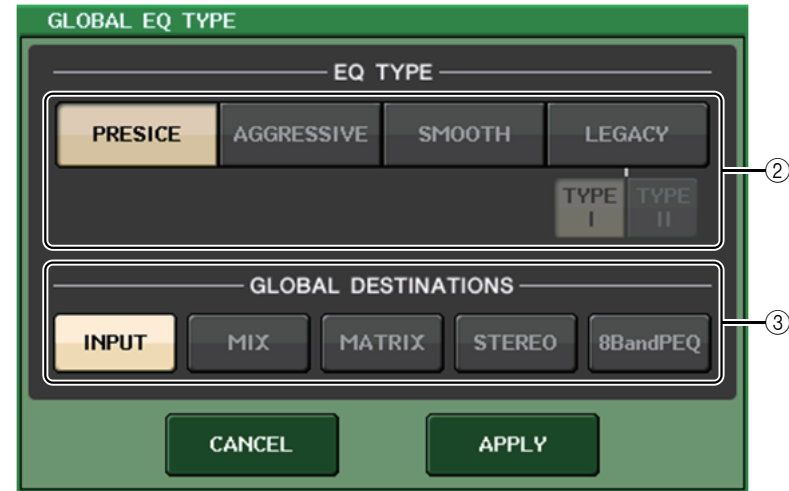 GLOBAL EQ TYPE
EQ TYPE
PRESICE AGGRESSIVE SMOOTH LEGACY
②
TYPE I TYPE II
GLOBAL DESTINATIONS
③
INPUT MIX MATRIX STEREO 8BandPEQ
CANCEL APPLY